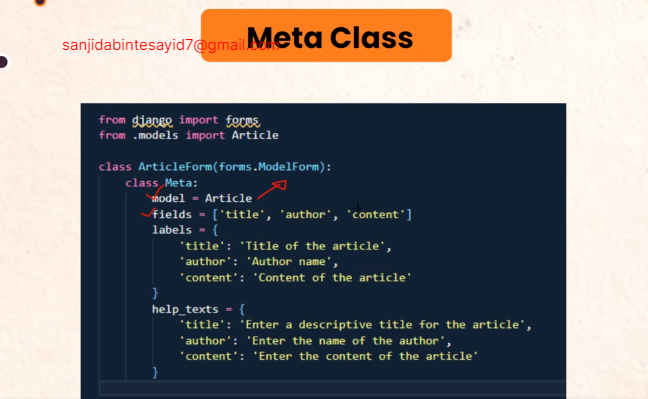 Meta Class
sanjidabintesayid7@gmail.com
from django import forms
from .models import Article
class ArticleForm(forms.ModelForm):
class Meta:
model = Article
fields = ['title', 'author', 'content']
labels = {
'title': 'Title of the article',
'author': 'Author name',
'content': 'Content of the article'
}
help_texts = {
'title': 'Enter a descriptive title for the article',
'author': 'Enter the name of the author',
'content': 'Enter the content of the article'
}